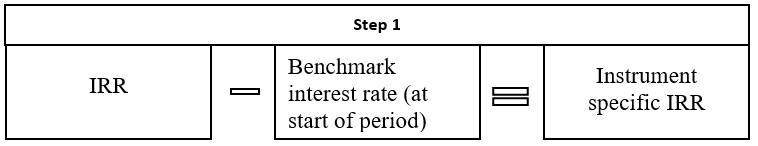 Step 1
IRR
Benchmark
interest rate (at
start of period)
Instrument
specific IRR